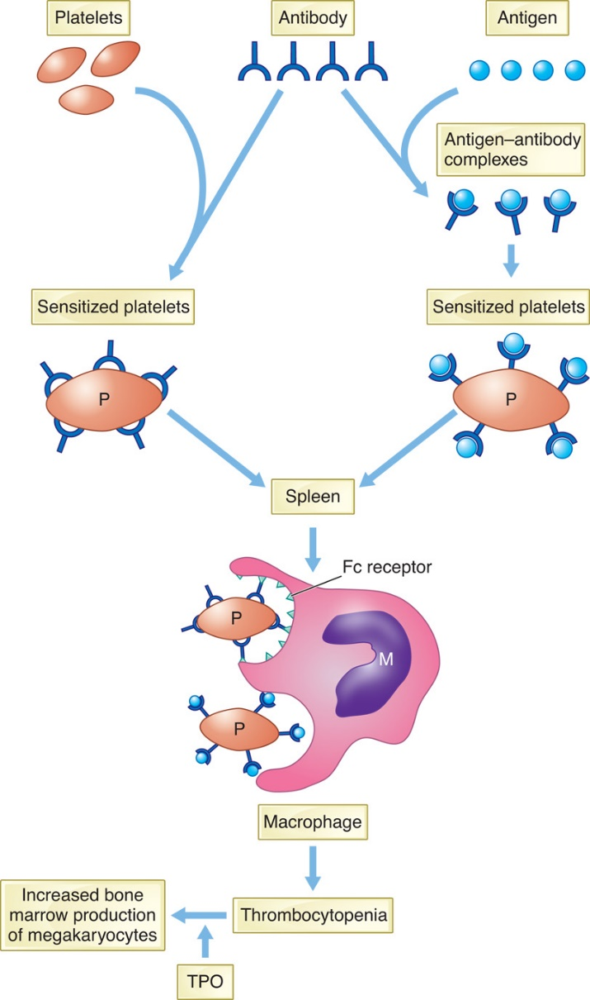 Platelets
Antibody
Antigen
Antigen–antibody
complexes
Sensitized platelets
Sensitized platelets
P
P
Spleen
Fc receptor
P
M
P
Macrophage
Thrombocytopenia
Increased bone
marrow production
of megakaryocytes
TPO